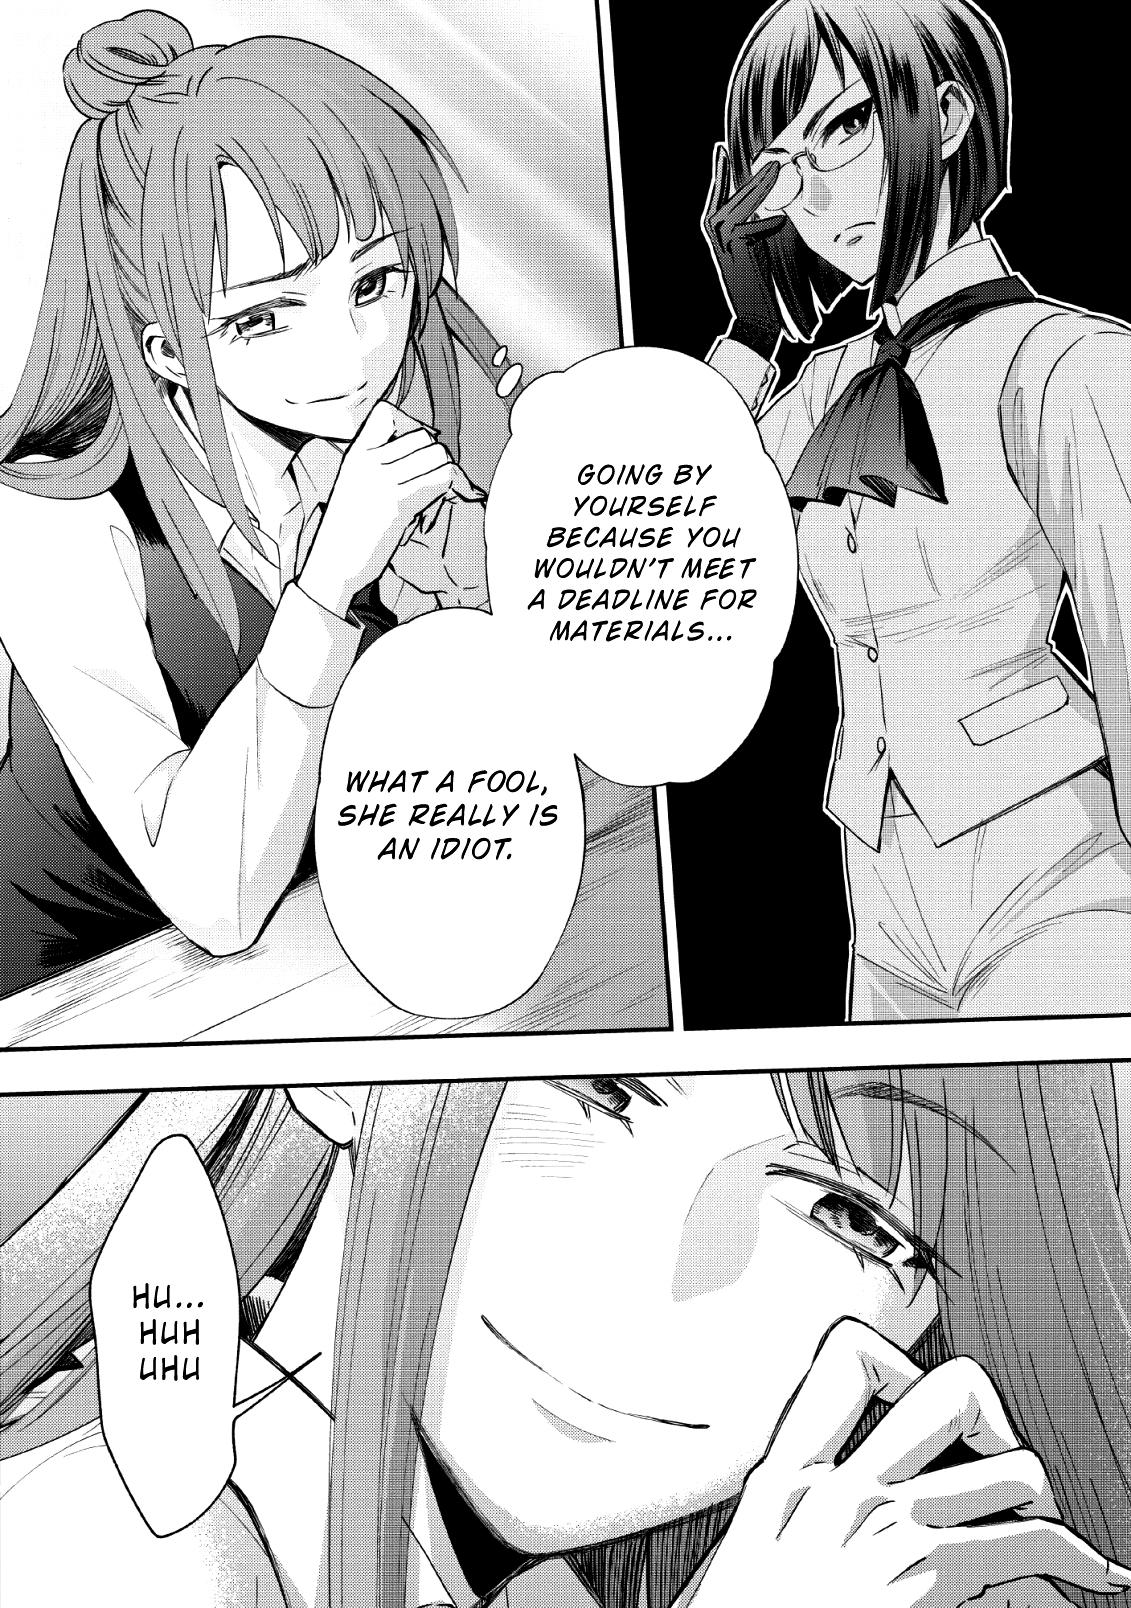 GOING BY
YOURSELF
BECAUSE YOU
WOULDN'T MEET
A DEADLINE FOR
MATERIALS...
WHAT A FOOL,
SHE REALLY IS
AN IDIOT.
HU...
HUH
UHU